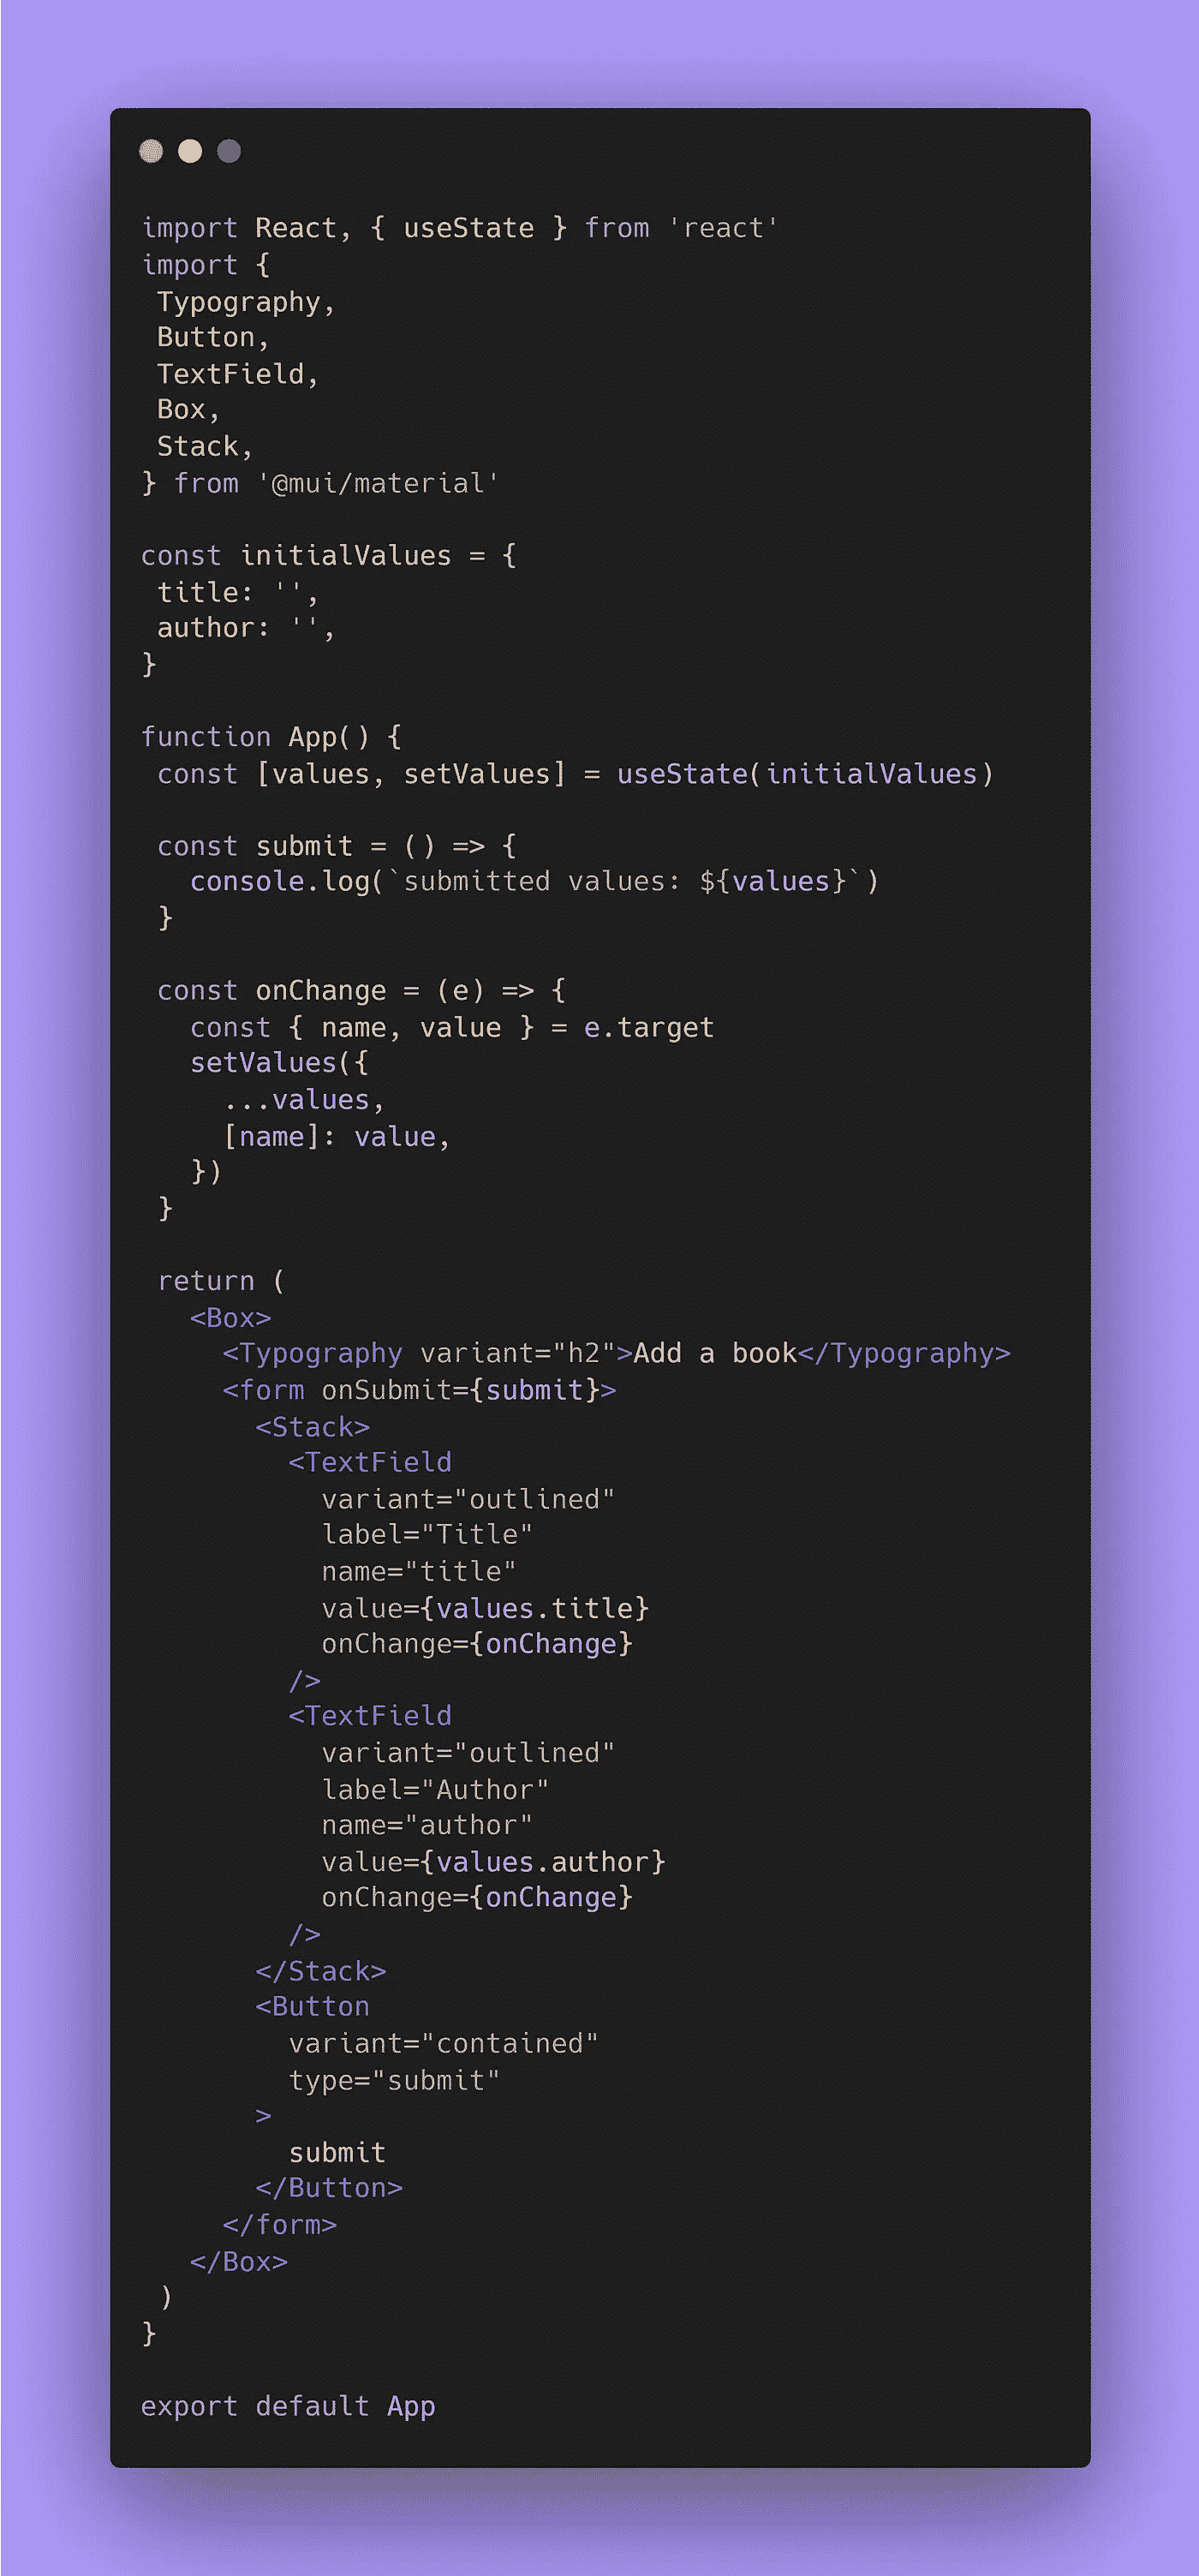 import React, { useState } from 'react'
import {
 Typography,
 Button,
 TextField,
 Box,
 Stack,
} from '@mui/material'

const initialValues = {
 title: '',
 author: '',
}

function App() {
 const [values, setValues] = useState(initialValues)

 const submit = () => {
   console.log(`submitted values: ${values}`)
 }

 const onChange = (e) => {
   const { name, value } = e.target
   setValues({
     ...values,
     [name]: value,
   })
 }

 return (
   <Box>
     <Typography variant="h2">Add a book</Typography>
     <form onSubmit={submit}>
       <Stack>
         <TextField
           variant="outlined"
           label="Title"
           name="title"
           value={values.title}
           onChange={onChange}
         />
         <TextField
           variant="outlined"
           label="Author"
           name="author"
           value={values.author}
           onChange={onChange}
         />
       </Stack>
       <Button
         variant="contained"
         type="submit"
       >
         submit
       </Button>
     </form>
   </Box>
 )
}

export default App